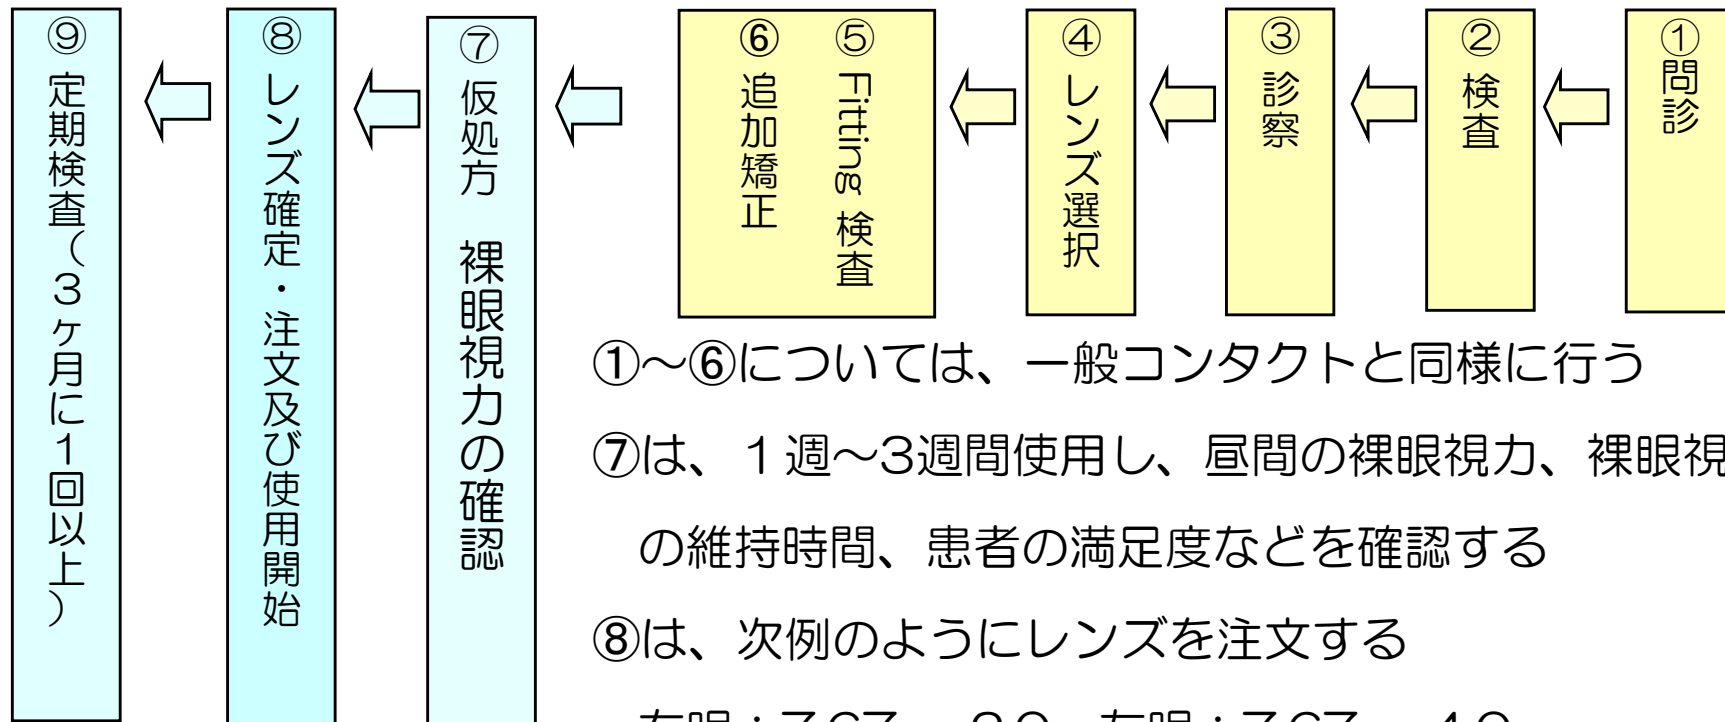 ①問診
② 検査
③ 診察
④ レンズ選択
⑤ Fitting 検査
⑥ 追加矯正
⑦ 仮処方 裸眼視力の確認
⑧ レンズ確定・注文及び使用開始
⑨ 定期検査（３ヶ月に１回以上）
①～⑥については、一般コンタクトと同様に行う
⑦は、１週～3週間使用し、昼間の裸眼視力、裸眼視
の維持時間、患者の満足度などを確認する
⑧は、次例のようにレンズを注文する